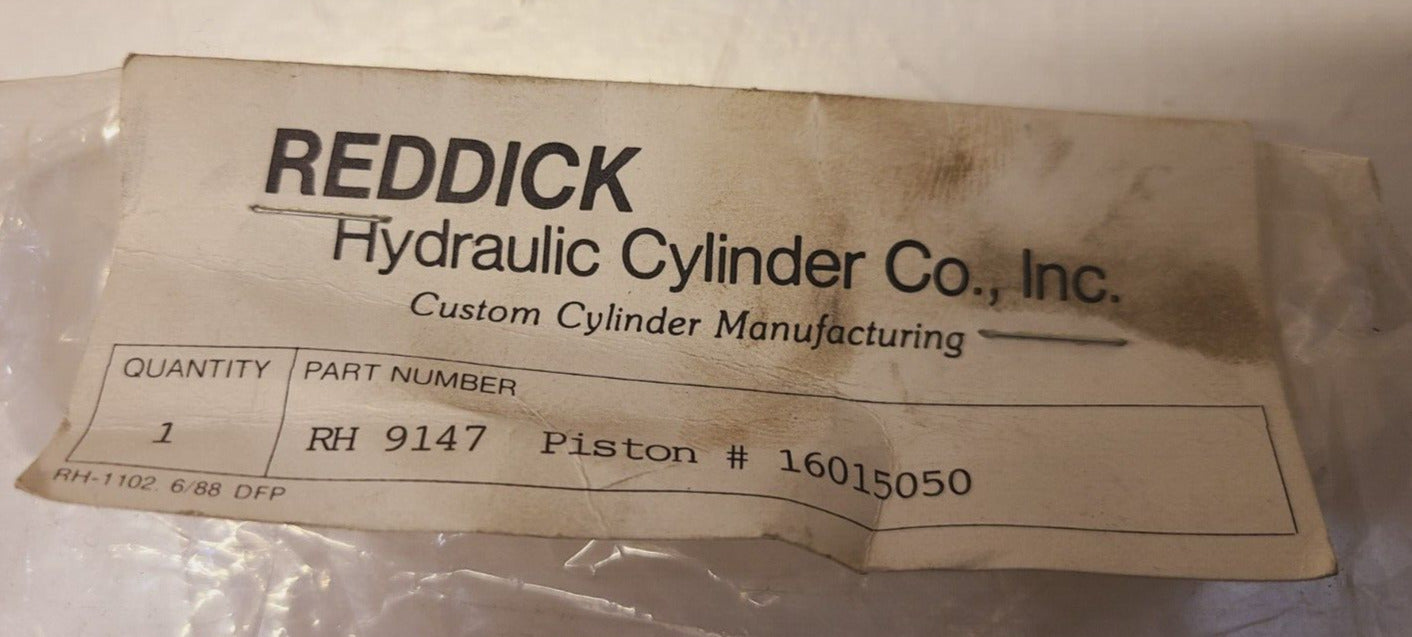 REDDICK
Hydraulic Cylinder Co., Inc.
Custom Cylinder Manufacturing
QUANTITY PART NUMBER
1 RH 9147 Piston # 16015050
RH-1102. 6/88 DFP